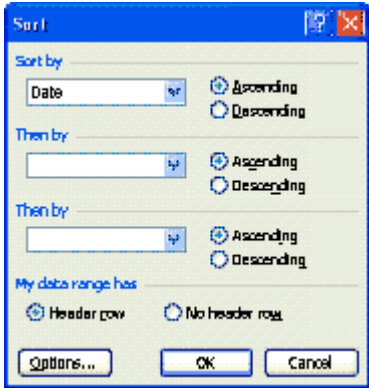 Sort
Sort by
Date
Ascending
Descending
Then by
Ascending
Descending
Then by
Ascending
Descending
My data range has
Header row
No header row
Options...
OK
Cancel